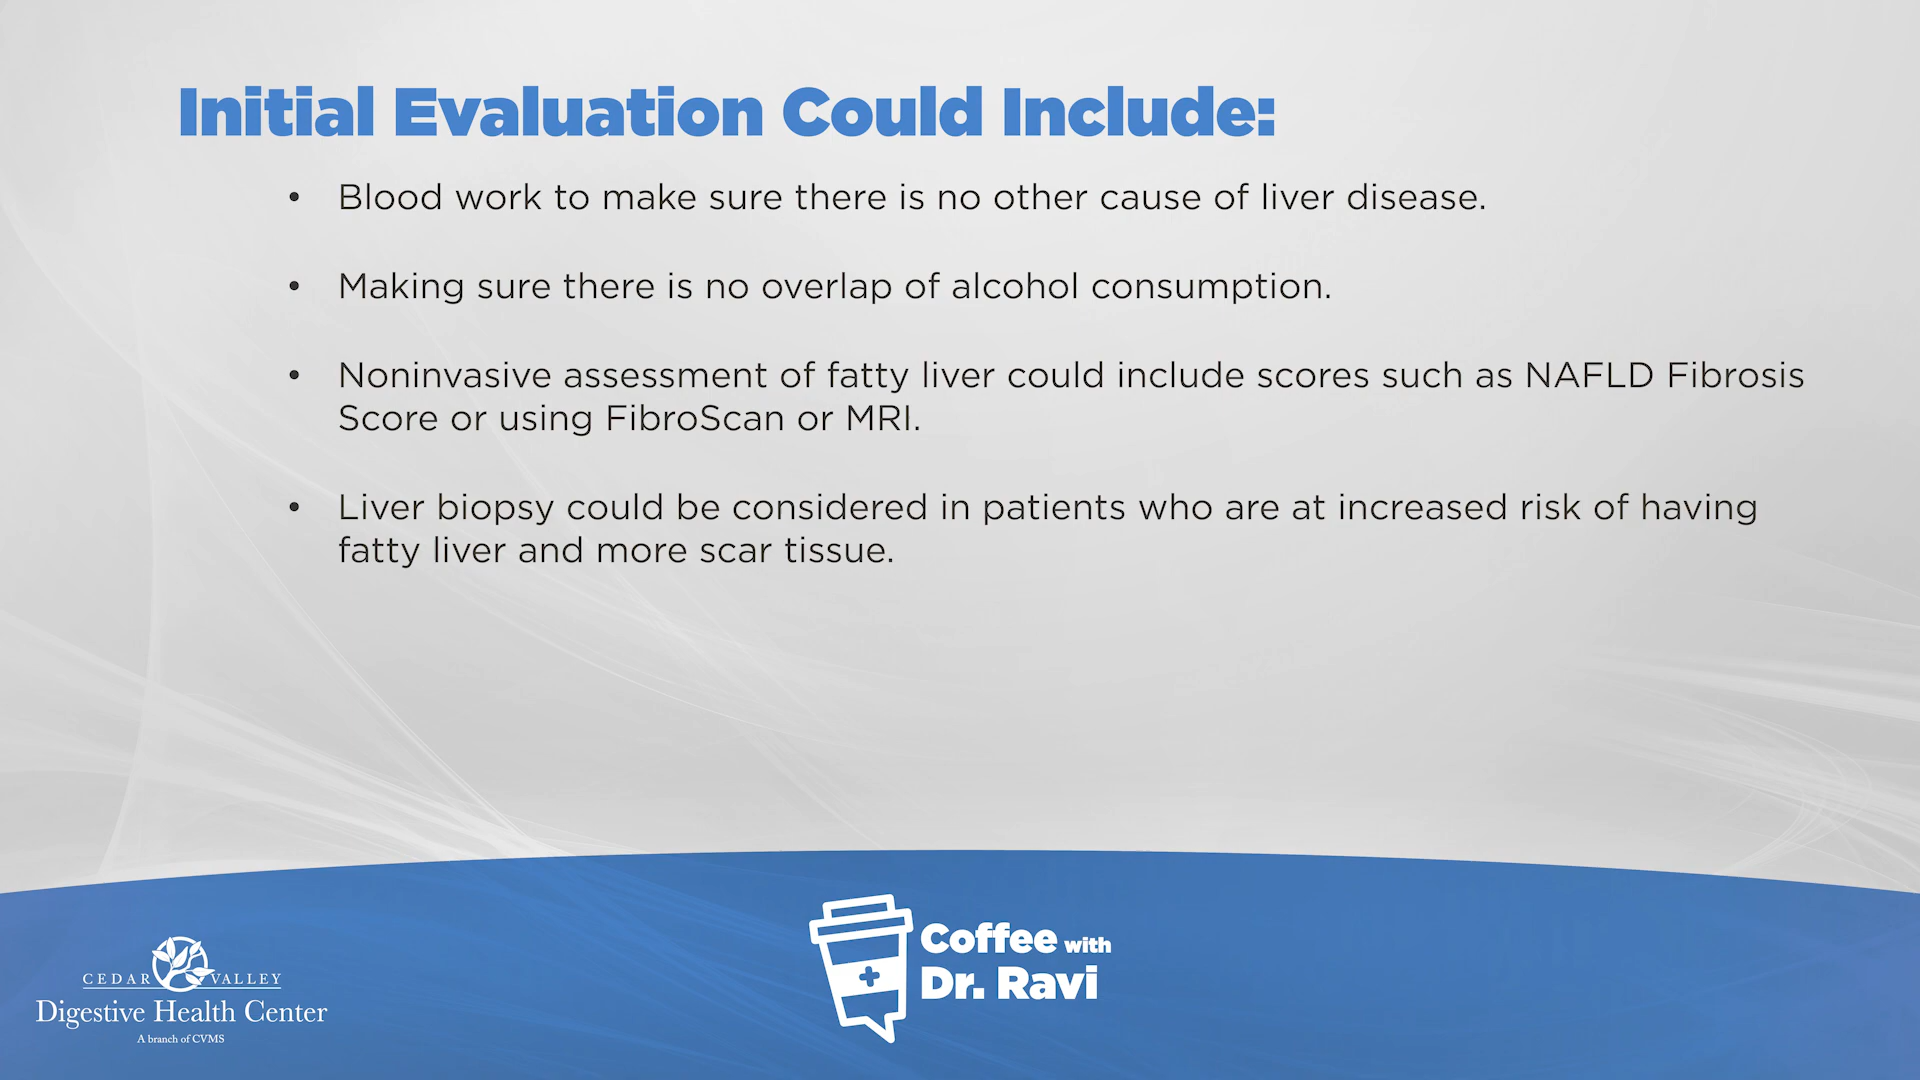 Initial Evaluation Could Include:
• Blood work to make sure there is no other cause of liver disease.
• Making sure there is no overlap of alcohol consumption.
• Noninvasive assessment of fatty liver could include scores such as NAFLD Fibrosis
Score or using FibroScan or MRI.
• Liver biopsy could be considered in patients who are at increased risk of having
fatty liver and more scar tissue.
CEDAR VALLEY
Digestive Health Center
A branch of CVMS
Coffee with
Dr. Ravi